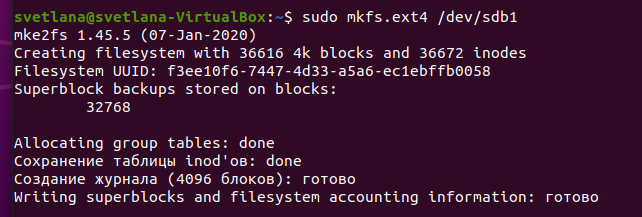 svetlana@svetlana-VirtualBox:~$ sudo mkfs.ext4 /dev/sdb1
mke2fs 1.45.5 (07-Jan-2020)
Creating filesystem with 36616 4k blocks and 36672 inodes
Filesystem UUID: f3ee10f6-7447-4d33-a5a6-ec1ebffb0058
Superblock backups stored on blocks:
32768
Allocating group tables: done
Сохранение таблицы inod'ов: done
Создание журнала (4096 блоков): готово
Writing superblocks and filesystem accounting information: готово